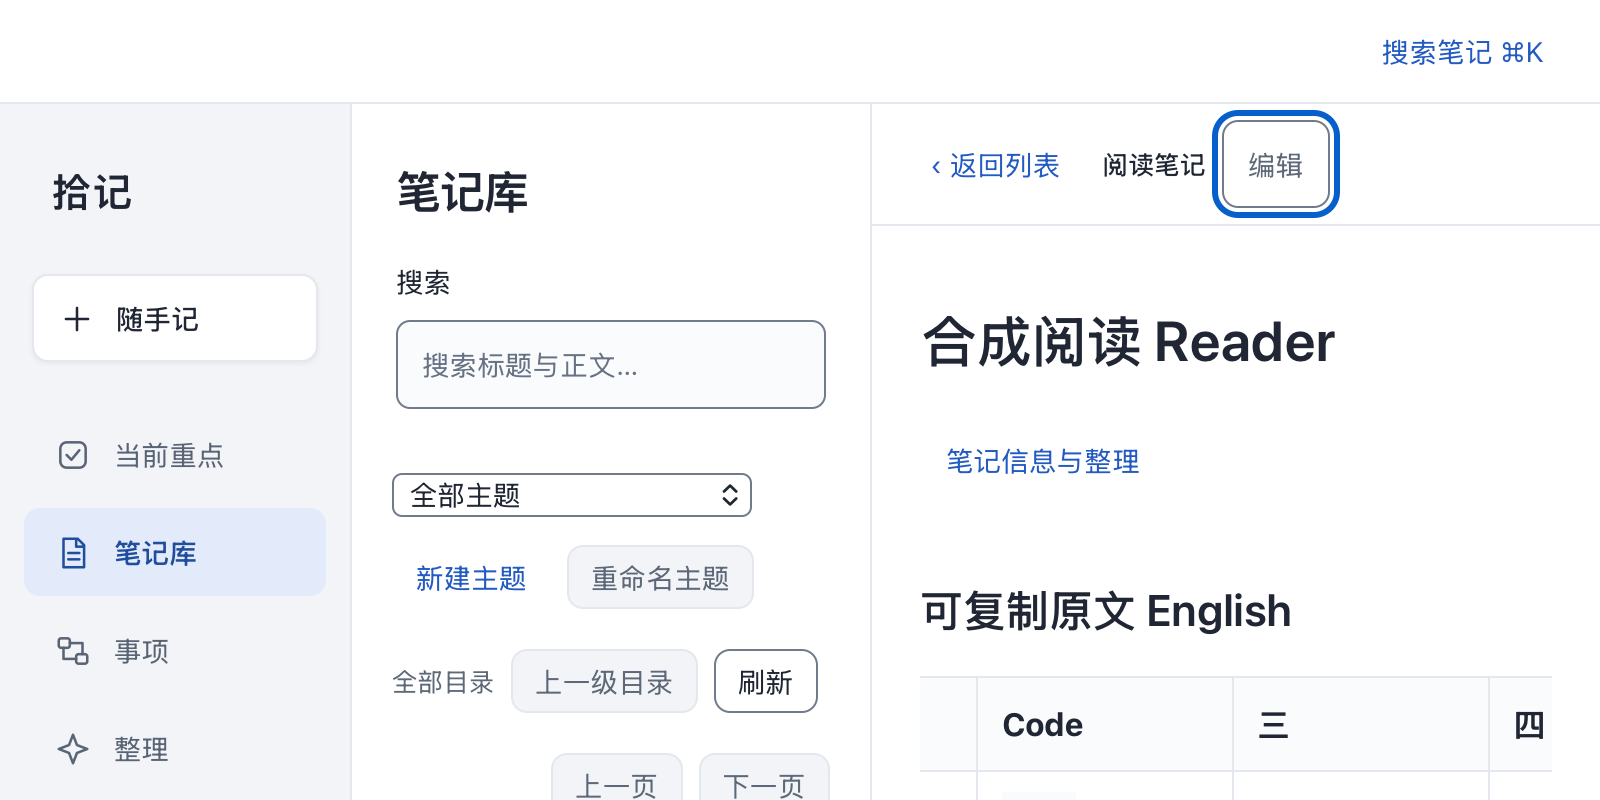 搜索笔记 ⌘K
拾记
随手记
当前重点
笔记库
事项
整理
笔记库
搜索
搜索标题与正文...
全部主题
新建主题 重命名主题
全部目录 上一级目录 刷新
上一页 下一页
‹ 返回列表 阅读笔记 编辑
合成阅读 Reader
笔记信息与整理
可复制原文 English
Code 三 四